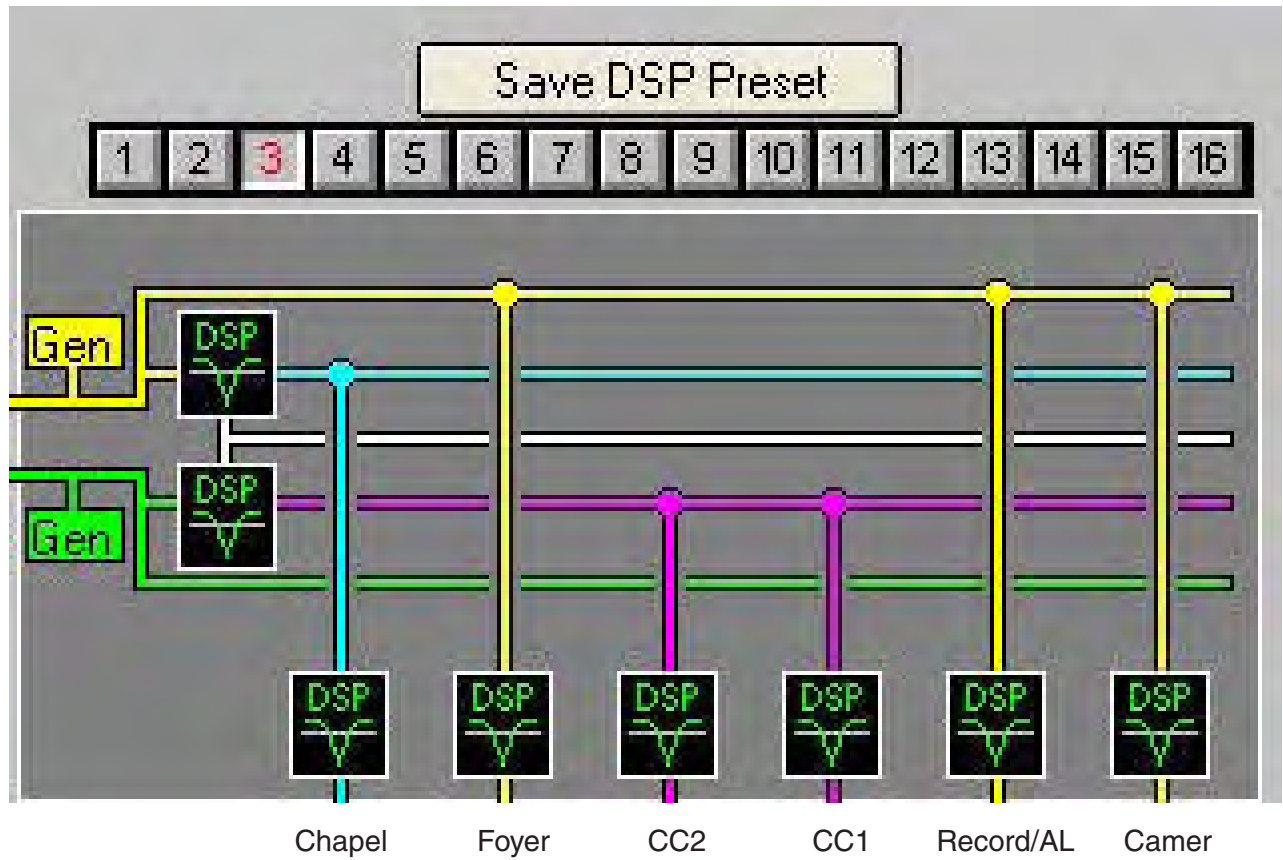 Save DSP Preset
1 2 3 4 5 6 7 8 9 10 11 12 13 14 15 16
Gen DSP
DSP
Gen
DSP DSP DSP DSP DSP DSP
Chapel Foyer CC2 CC1 Record/AL Camer